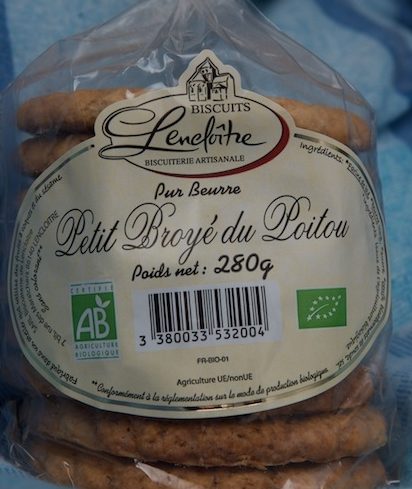 BISCUITS
Lencloître
BISCUITERIE ARTISANALE
Pur Beurre
Petit Broyé du Poitou
Poids net : 280g
Ingrédients:
CERTIFIÉ
AB
AGRICULTURE
BIOLOGIQUE
3 380033 532004
FR-BIO-01
Agriculture UE/nonUE
**Conformément à la réglementation sur le mode de production biologique